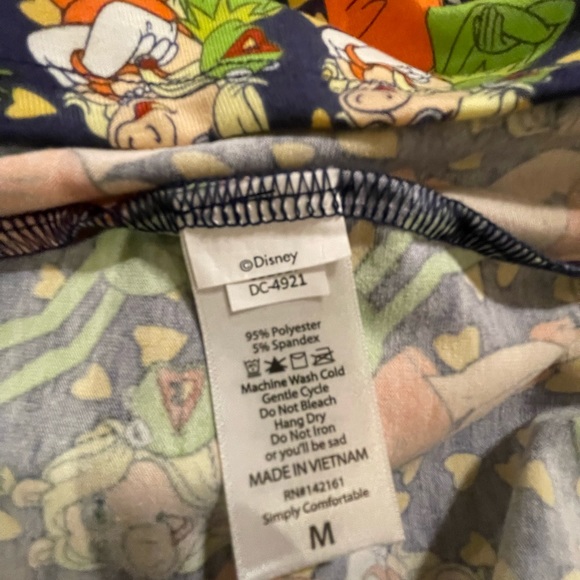 ©Disney
DC-4921
95% Polyester
5% Spandex
Machine Wash Cold
Gentle Cycle
Do Not Bleach
Hang Dry
Do Not Iron
or you'll be sad
MADE IN VIETNAM
RN#142161
Simply Comfortable
M